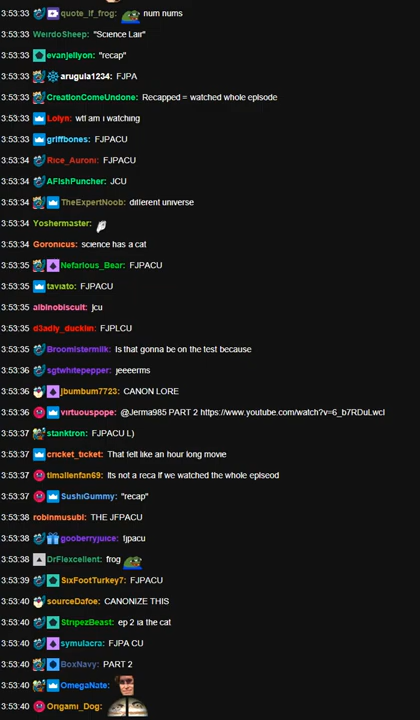 3:53:33 quote_if_frog: num nums
3:53:33 WeirdoSheep: "Science Lair"
3:53:33 evanjellyon: "recap"
3:53:33 arugula1234: FJPA
3:53:33 CreationComeUndone: Recapped = watched whole episode
3:53:33 Lolyn: wtf am i watching
3:53:33 griffbones: FJPACU
3:53:34 Rice_Auroni: FJPACU
3:53:34 AFishPuncher: JCU
3:53:34 TheExpertNoob: different universe
3:53:34 Yoshermaster:
3:53:34 Goronicus: science has a cat
3:53:35 Nefarious_Bear: FJPACU
3:53:35 taviato: FJPACU
3:53:35 albinobiscuit: jcu
3:53:35 d3adly_ducklin: FJPLCU
3:53:35 Broomistermilk: Is that gonna be on the test because
3:53:36 sgtwhitepepper: jeeeerms
3:53:36 jbumbum7723: CANON LORE
3:53:36 virtuouspope: @Jerma985 PART 2 https://www.youtube.com/watch?v=6_b7RDuLwcI
3:53:37 stanktron: FJPACU L)
3:53:37 cricket_ticket: That felt like an hour long movie
3:53:37 timallenfan69: Its not a reca if we watched the whole episeod
3:53:37 SushiGummy: "recap"
3:53:38 robinmusubi: THE JFPACU
3:53:38 gooberryjuice: fjpacu
3:53:38 DrFlexcellent: frog
3:53:39 SixFootTurkey7: FJPACU
3:53:40 sourceDafoe: CANONIZE THIS
3:53:40 StripezBeast: ep 2 ia the cat
3:53:40 symulacra: FJPA CU
3:53:40 BoxNavy: PART 2
3:53:40 OmegaNate:
3:53:40 Origami_Dog: